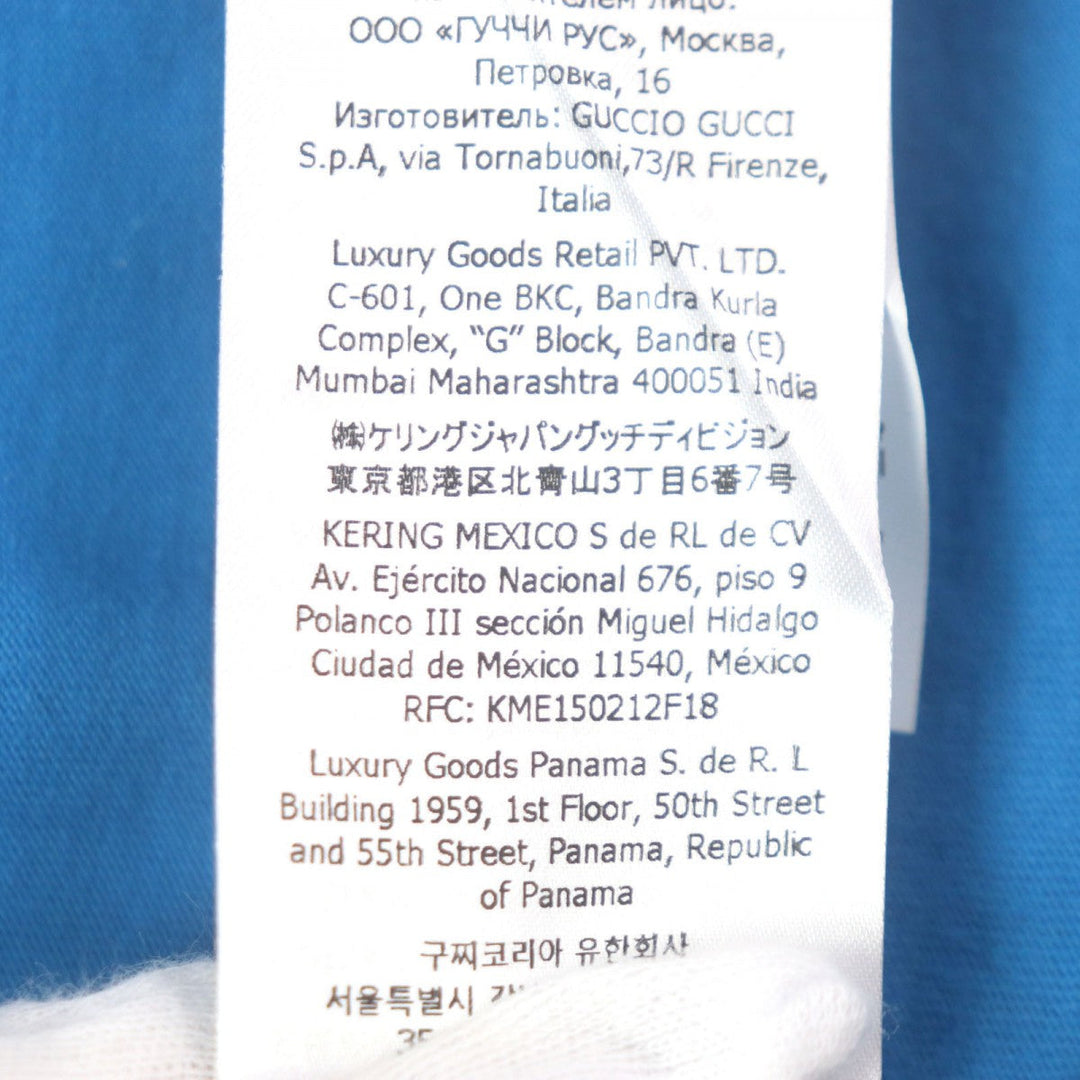 лицо:
ООО «ГУЧЧИ РУС», Москва,
Петровка, 16
Изготовитель: GUCCIO GUCCI
S.p.A, via Tornabuoni,73/R Firenze,
Italia
Luxury Goods Retail PVT. LTD.
C-601, One BKC, Bandra Kurla
Complex, “G” Block, Bandra (E)
Mumbai Maharashtra 400051 India
㈱ケリングジャパングッチディビジョン
東京都港区北青山3丁目6番7号
KERING MEXICO S de RL de CV
Av. Ejército Nacional 676, piso 9
Polanco III sección Miguel Hidalgo
Ciudad de México 11540, México
RFC: KME150212F18
Luxury Goods Panama S. de R. L
Building 1959, 1st Floor, 50th Street
and 55th Street, Panama, Republic
of Panama
구찌코리아 유한회사
서울특별시